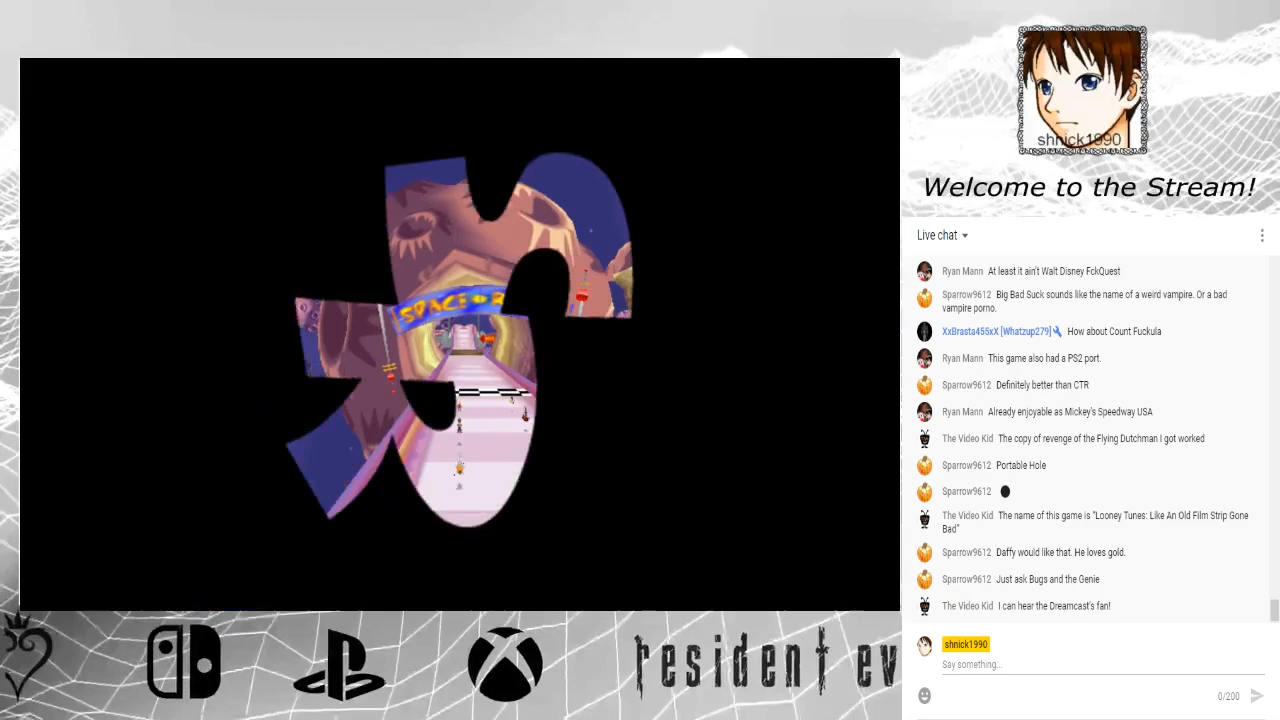 shnick1990
Welcome to the Stream!
SPACE
Live chat
Ryan Mann At least it ain't Walt Disney FckQuest
Sparrow9612 Big Bad Suck sounds like the name of a weird vampire. Or a bad
vampire porno.
XxBrasta455xX [Whatzup279] How about Count Fuckula
Ryan Mann This game also had a PS2 port.
Sparrow9612 Definitely better than CTR
Ryan Mann Already enjoyable as Mickey's Speedway USA
The Video Kid The copy of revenge of the Flying Dutchman I got worked
Sparrow9612 Portable Hole
Sparrow9612
The Video Kid The name of this game is "Looney Tunes: Like An Old Film Strip Gone
Bad"
Sparrow9612 Daffy would like that. He loves gold.
Sparrow9612 Just ask Bugs and the Genie
The Video Kid I can hear the Dreamcast's fan!
shnick1990
Say something...
0/200
resident ev